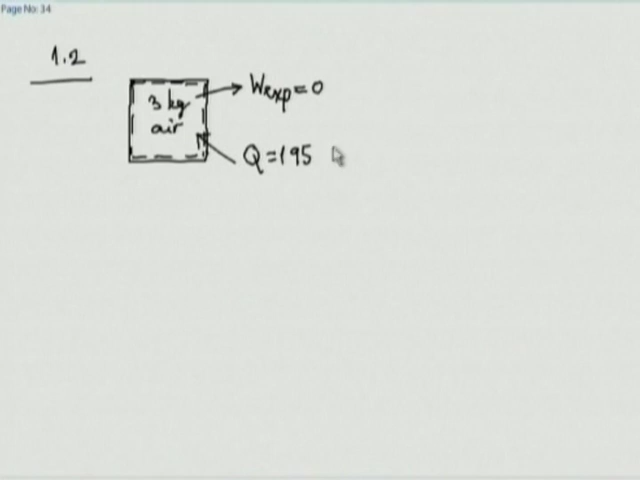 Page No: 34
1.2
3 kg
air
Wexp = 0
Q = 195